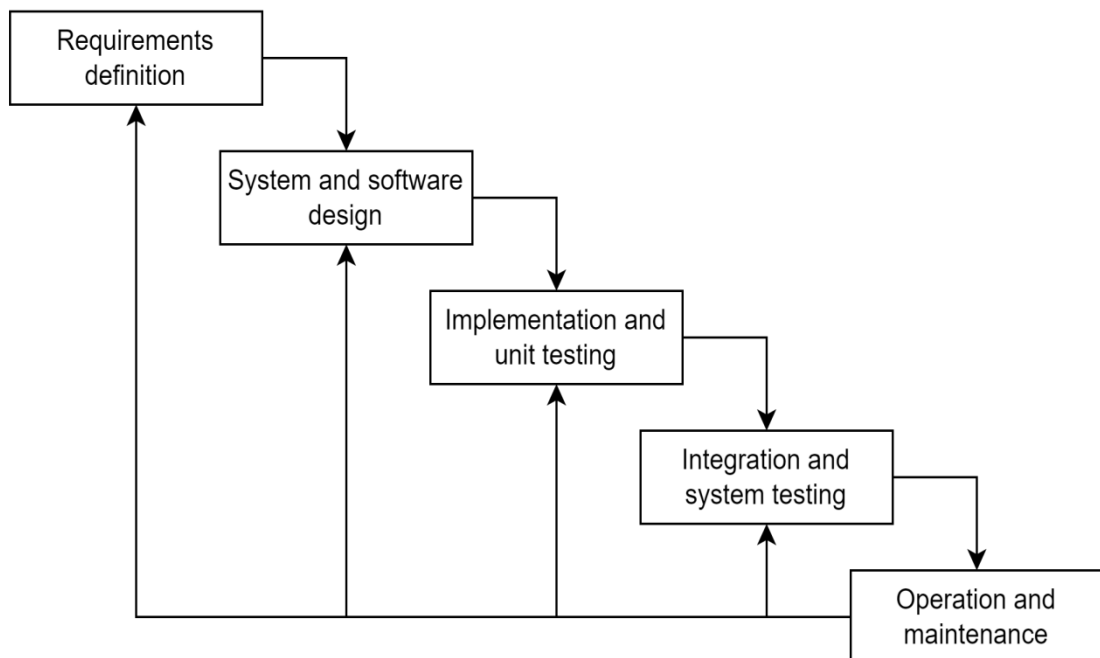 Requirements
definition
System and software
design
Implementation and
unit testing
Integration and
system testing
Operation and
maintenance